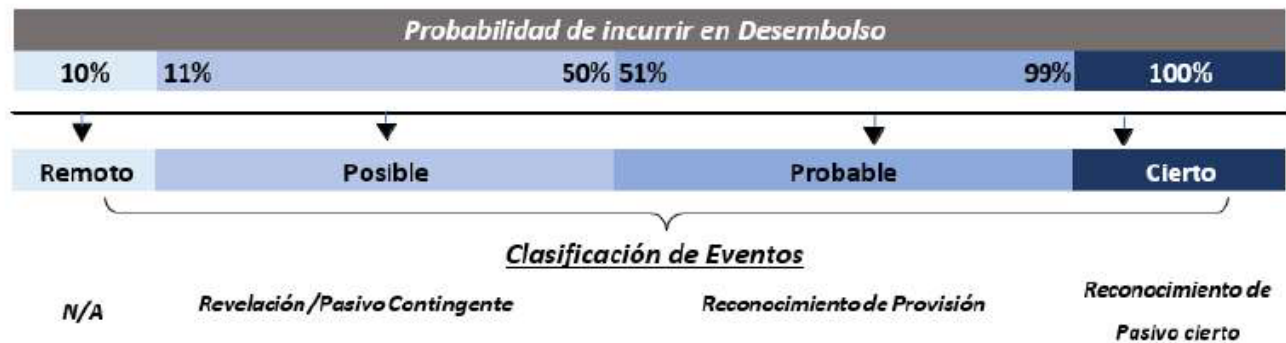 Probabilidad de incurrir en Desembolso
10% 11% 50% 51% 99% 100%
Remoto Posible Probable Cierto
Clasificación de Eventos
N/A Revelación/Pasivo Contingente Reconocimiento de Provisión Reconocimiento de
Pasivo cierto